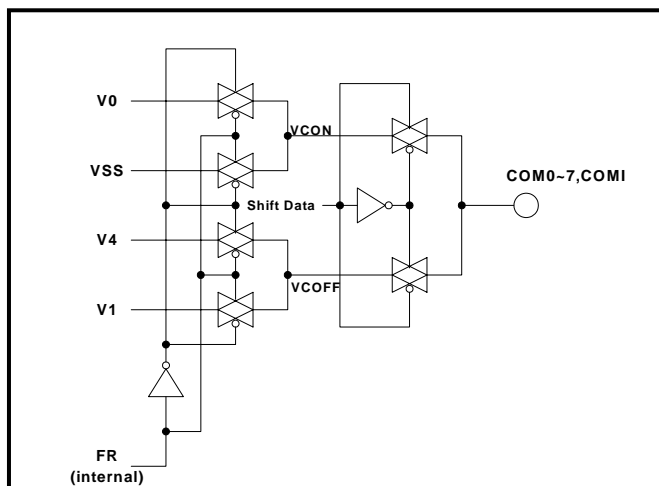 V0
VCON
VSS
COM0~7,COMI
Shift Data
V4
VCOFF
V1
FR
(internal)